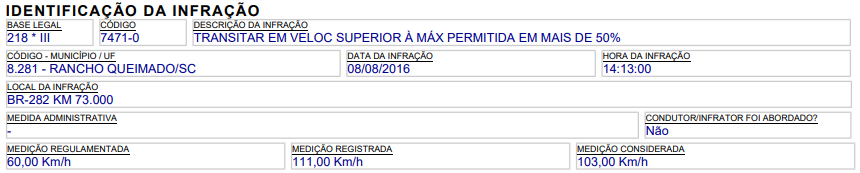 IDENTIFICAÇÃO DA INFRAÇÃO
BASE LEGAL CÓDIGO DESCRIÇÃO DA INFRAÇÃO
218 * III 7471-0 TRANSITAR EM VELOC SUPERIOR À MÁX PERMITIDA EM MAIS DE 50%
CÓDIGO - MUNICÍPIO / UF DATA DA INFRAÇÃO HORA DA INFRAÇÃO
8.281 - RANCHO QUEIMADO/SC 08/08/2016 14:13:00
LOCAL DA INFRAÇÃO
BR-282 KM 73.000
MEDIDA ADMINISTRATIVA CONDUTOR/INFRATOR FOI ABORDADO?
- Não
MEDIÇÃO REGULAMENTADA MEDIÇÃO REGISTRADA MEDIÇÃO CONSIDERADA
60,00 Km/h 111,00 Km/h 103,00 Km/h